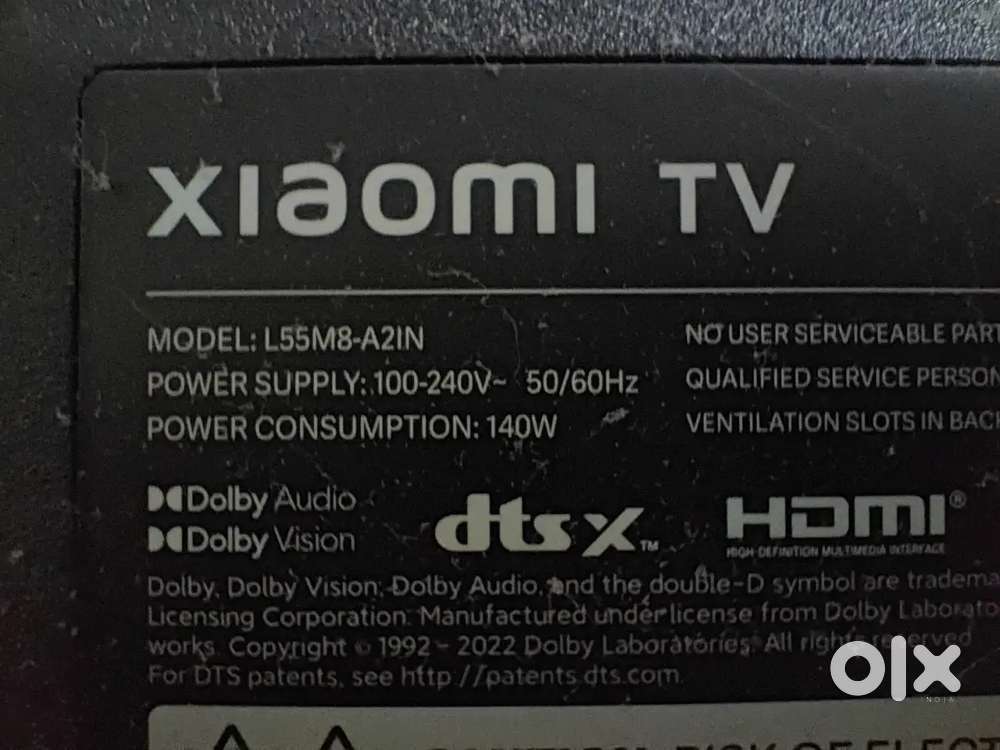 XIAOMI TV
MODEL: L55M8-A2IN
POWER SUPPLY: 100-240V~ 50/60Hz
POWER CONSUMPTION: 140W
NO USER SERVICEABLE PART
QUALIFIED SERVICE PERSON
VENTILATION SLOTS IN BACK
Dolby Audio
Dolby Vision
dts X™
HDMI®
HIGH-DEFINITION MULTIMEDIA INTERFACE
Dolby, Dolby Vision, Dolby Audio, and the double-D symbol are tradema
Licensing Corporation. Manufactured under license from Dolby Laborato
works. Copyright © 1992 - 2022 Dolby Laboratories. All rights reserved
For DTS patents, see http://patents.dts.com.
olx
INDIA